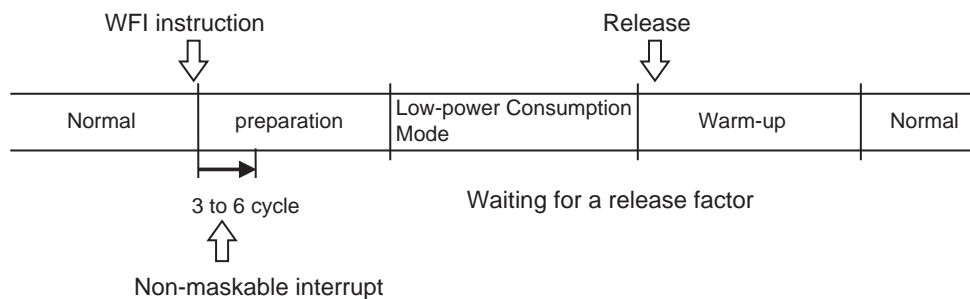 WFI instruction
Release
Normal
preparation
Low-power Consumption
Mode
Warm-up
Normal
3 to 6 cycle
Waiting for a release factor
Non-maskable interrupt